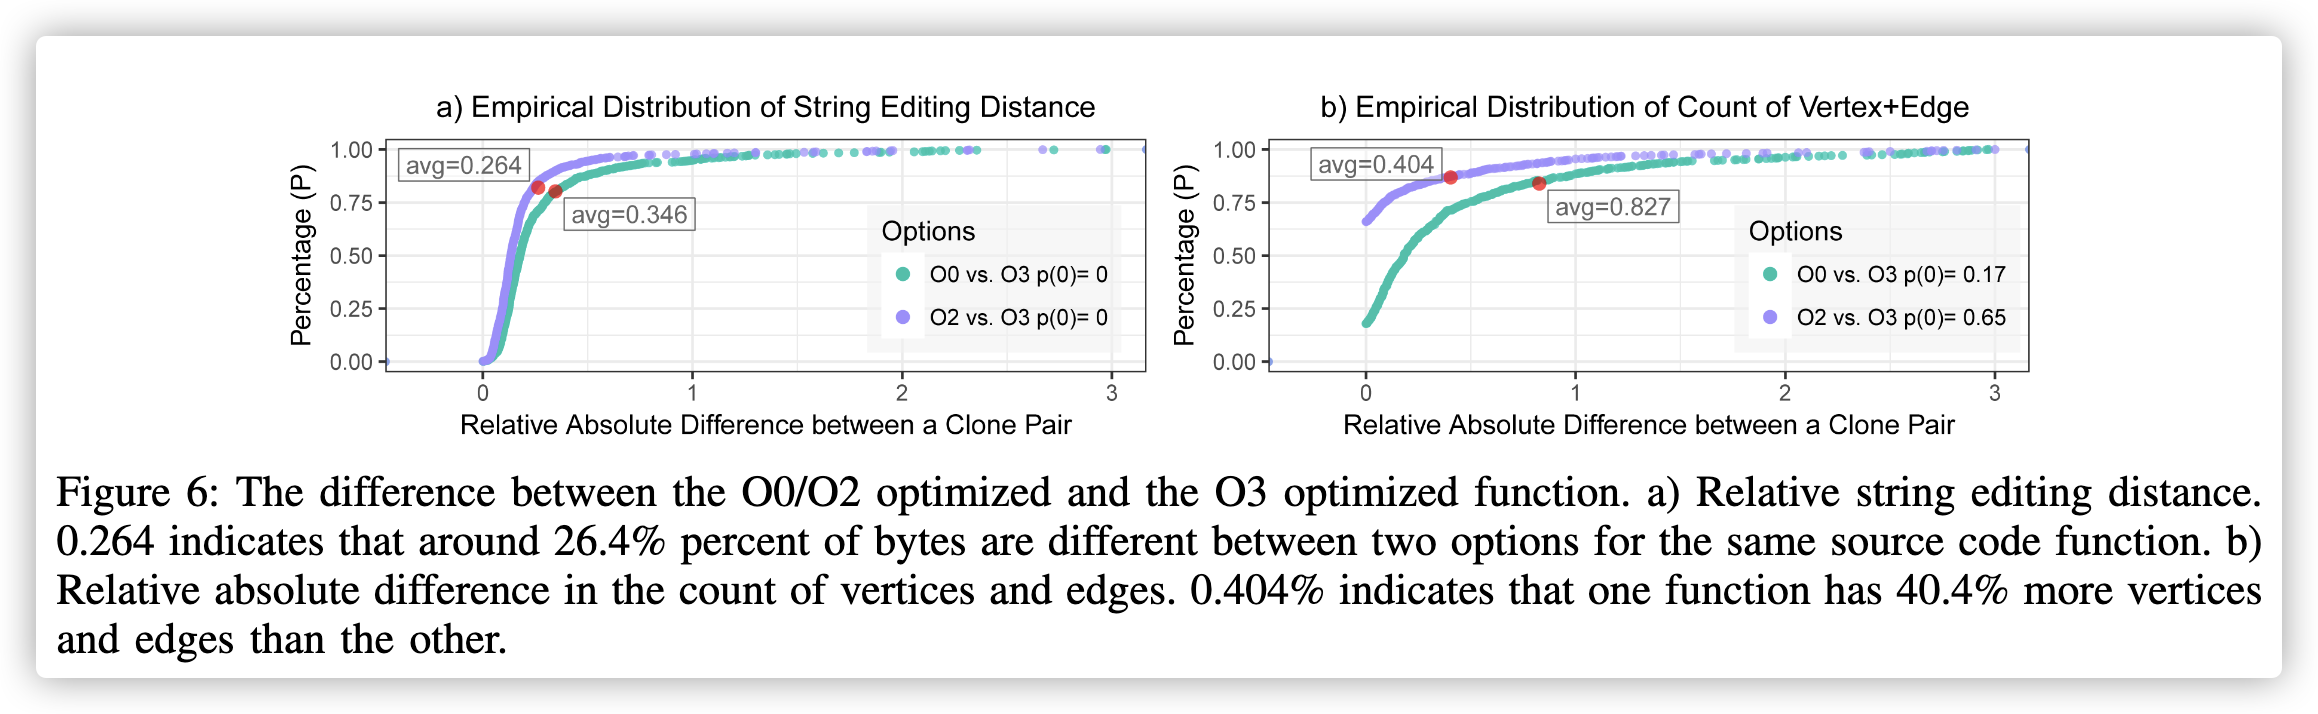 a) Empirical Distribution of String Editing Distance
Percentage (P)
1.00
0.75
0.50
0.25
0.00
avg=0.264
avg=0.346
Options
O0 vs. O3 p(0)= 0
O2 vs. O3 p(0)= 0
0 1 2 3
Relative Absolute Difference between a Clone Pair
b) Empirical Distribution of Count of Vertex+Edge
Percentage (P)
1.00
0.75
0.50
0.25
0.00
avg=0.404
avg=0.827
Options
O0 vs. O3 p(0)= 0.17
O2 vs. O3 p(0)= 0.65
0 1 2 3
Relative Absolute Difference between a Clone Pair
Figure 6: The difference between the O0/O2 optimized and the O3 optimized function. a) Relative string editing distance.
0.264 indicates that around 26.4% percent of bytes are different between two options for the same source code function. b)
Relative absolute difference in the count of vertices and edges. 0.404% indicates that one function has 40.4% more vertices
and edges than the other.